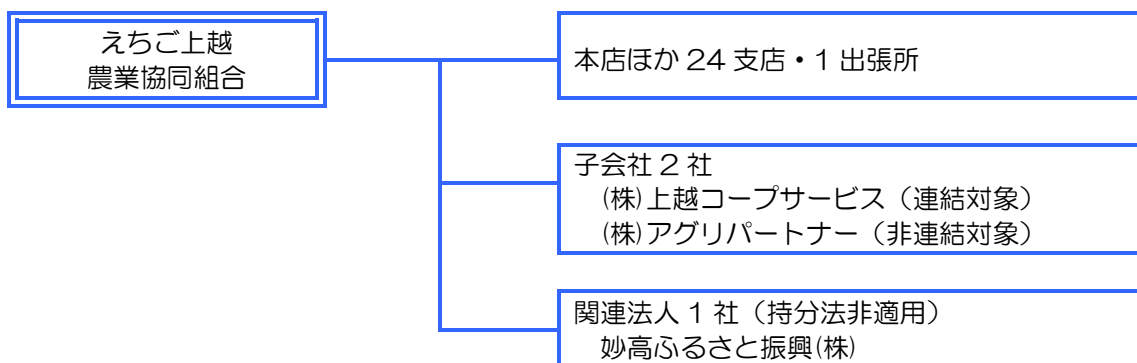 えちご上越
農業協同組合
本店ほか 24 支店・1 出張所
子会社 2 社
(株)上越コープサービス（連結対象）
(株)アグリパートナー（非連結対象）
関連法人 1 社（持分法非適用）
妙高ふるさと振興(株)